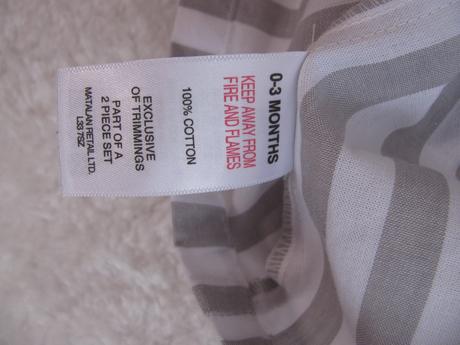 0-3 MONTHS
KEEP AWAY FROM
FIRE AND FLAMES
100% COTTON
EXCLUSIVE
OF TRIMMINGS
PART OF A
2 PIECE SET
MATALAN RETAIL LTD.
L33 7SZ